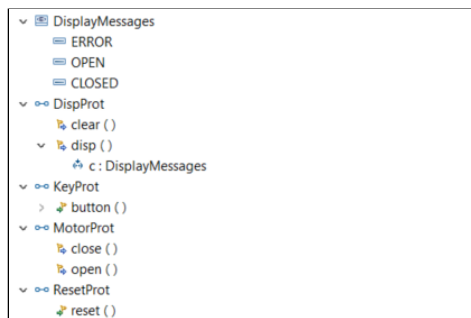 DisplayMessages
ERROR
OPEN
CLOSED
DispProt
clear ( )
disp ( )
c : DisplayMessages
KeyProt
button ( )
MotorProt
close ( )
open ( )
ResetProt
reset ( )